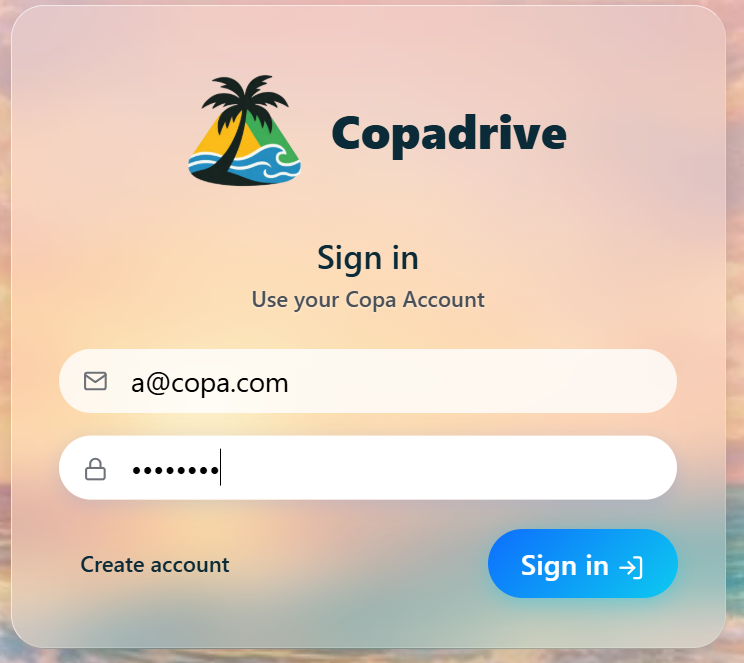 Copadrive
Sign in
Use your Copa Account
a@copa.com
••••••••
Create account
Sign in